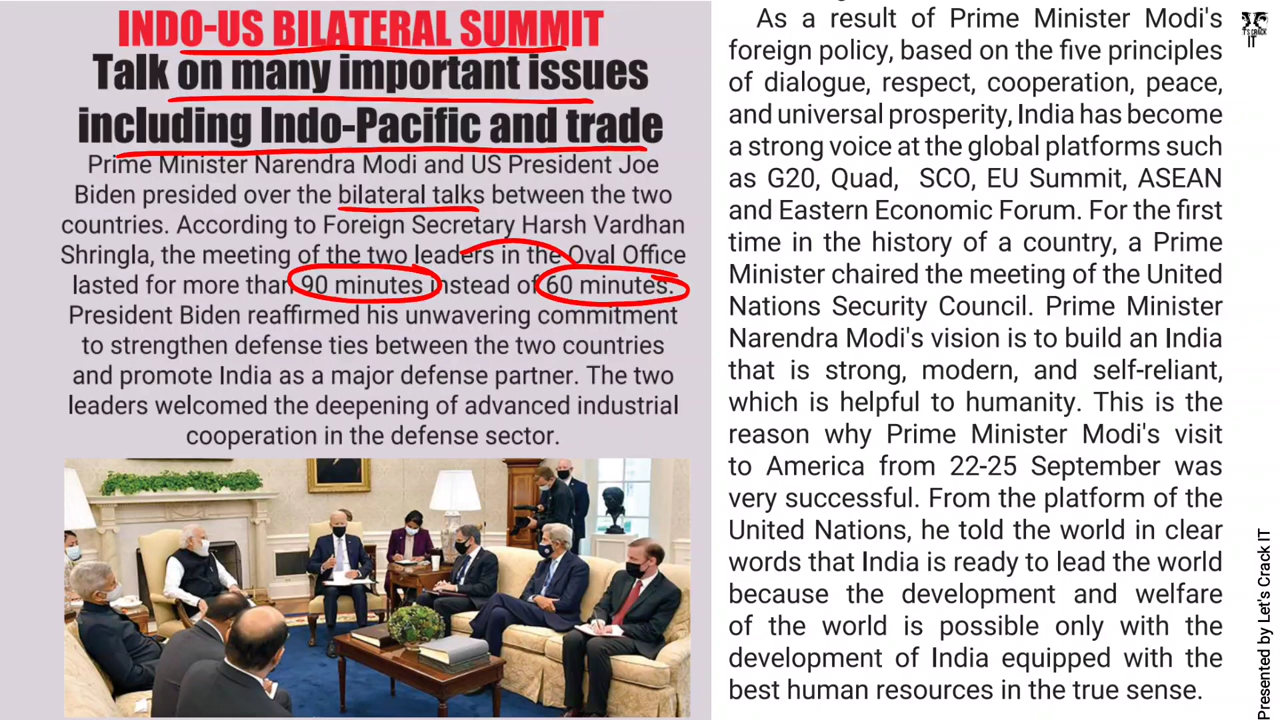 INDO-US BILATERAL SUMMIT
Talk on many important issues
including Indo-Pacific and trade
Prime Minister Narendra Modi and US President Joe
Biden presided over the bilateral talks between the two
countries. According to Foreign Secretary Harsh Vardhan
Shringla, the meeting of the two leaders in the Oval Office
lasted for more than 90 minutes instead of 60 minutes.
President Biden reaffirmed his unwavering commitment
to strengthen defense ties between the two countries
and promote India as a major defense partner. The two
leaders welcomed the deepening of advanced industrial
cooperation in the defense sector.
As a result of Prime Minister Modi's
foreign policy, based on the five principles
of dialogue, respect, cooperation, peace,
and universal prosperity, India has become
a strong voice at the global platforms such
as G20, Quad, SCO, EU Summit, ASEAN
and Eastern Economic Forum. For the first
time in the history of a country, a Prime
Minister chaired the meeting of the United
Nations Security Council. Prime Minister
Narendra Modi's vision is to build an India
that is strong, modern, and self-reliant,
which is helpful to humanity. This is the
reason why Prime Minister Modi's visit
to America from 22-25 September was
very successful. From the platform of the
United Nations, he told the world in clear
words that India is ready to lead the world
because the development and welfare
of the world is possible only with the
development of India equipped with the
best human resources in the true sense.
IT
Presented by Let's Crack IT